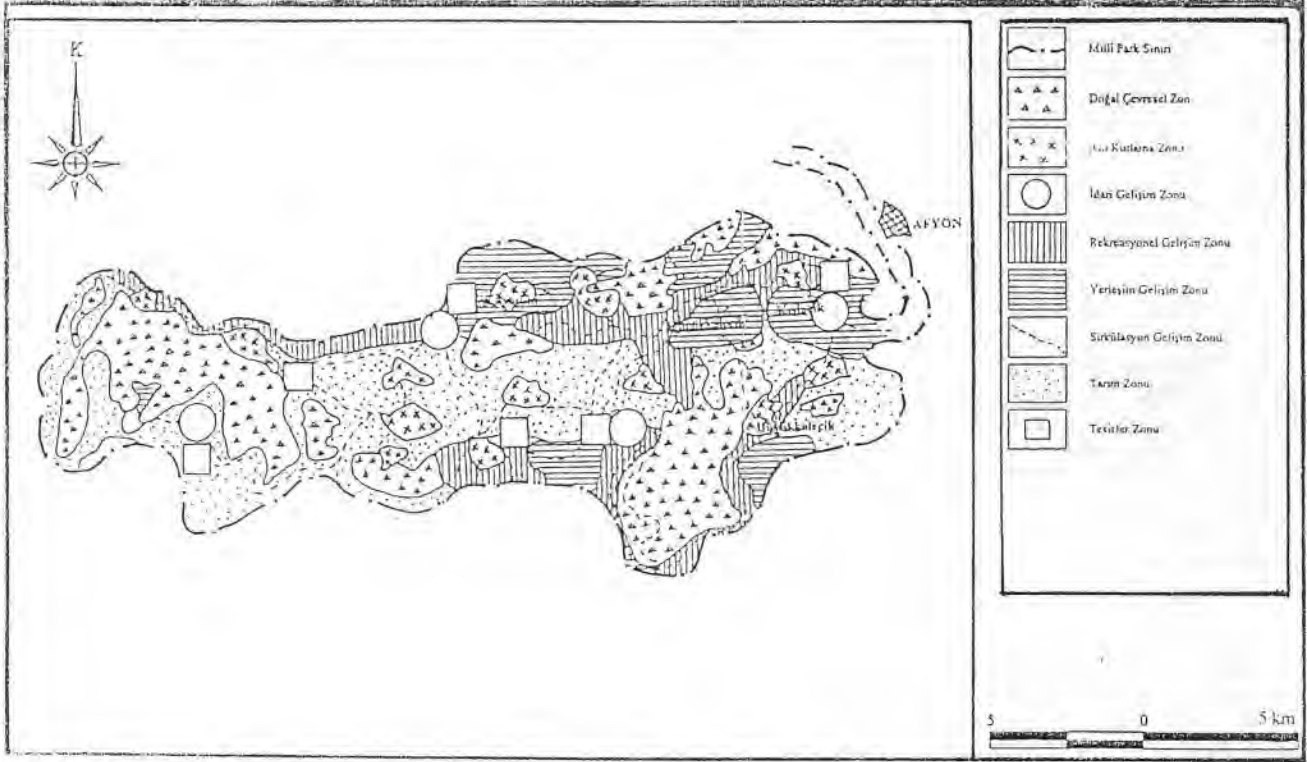 K
AFYON
Milli Park Sınırı
Doğal Çevresel Zon
Zonu
İdari Gelişim Zonu
Rekreasyonel Gelişim Zonu
Yerleşim Gelişim Zonu
Sirkülasyon Gelişim Zonu
Tarım Zonu
Tesisler Zonu
5 0 5 km